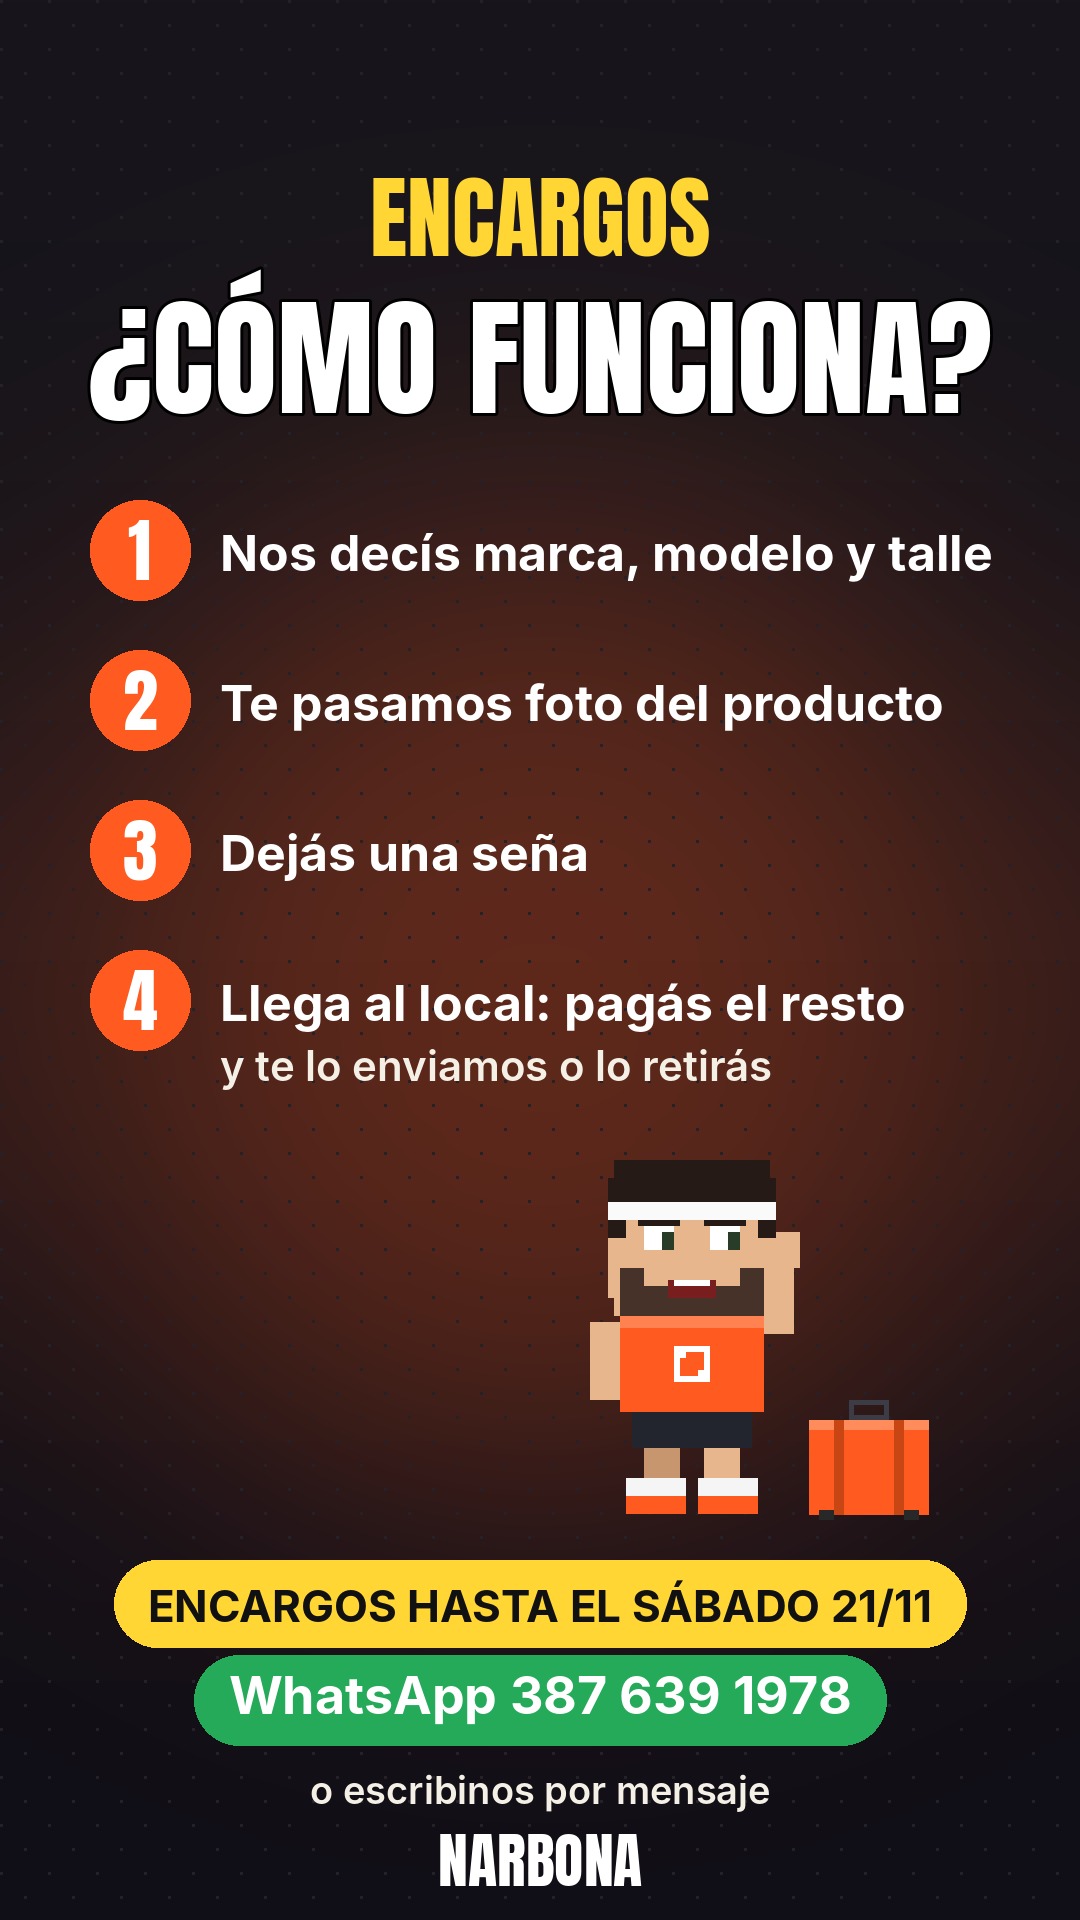 ENCARGOS
¿CÓMO FUNCIONA?
1 Nos decís marca, modelo y talle
2 Te pasamos foto del producto
3 Dejás una seña
4 Llega al local: pagás el resto
y te lo enviamos o lo retirás
ENCARGOS HASTA EL SÁBADO 21/11
WhatsApp 387 639 1978
o escribinos por mensaje
NARBONA